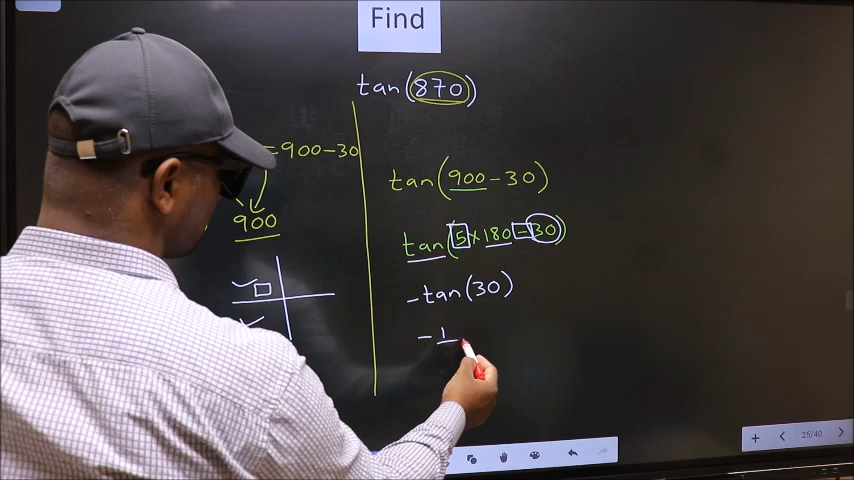 Find
tan(870)
=900-30
900
tan(900-30)
tan(5×180-30)
-tan(30)
-1
25/40